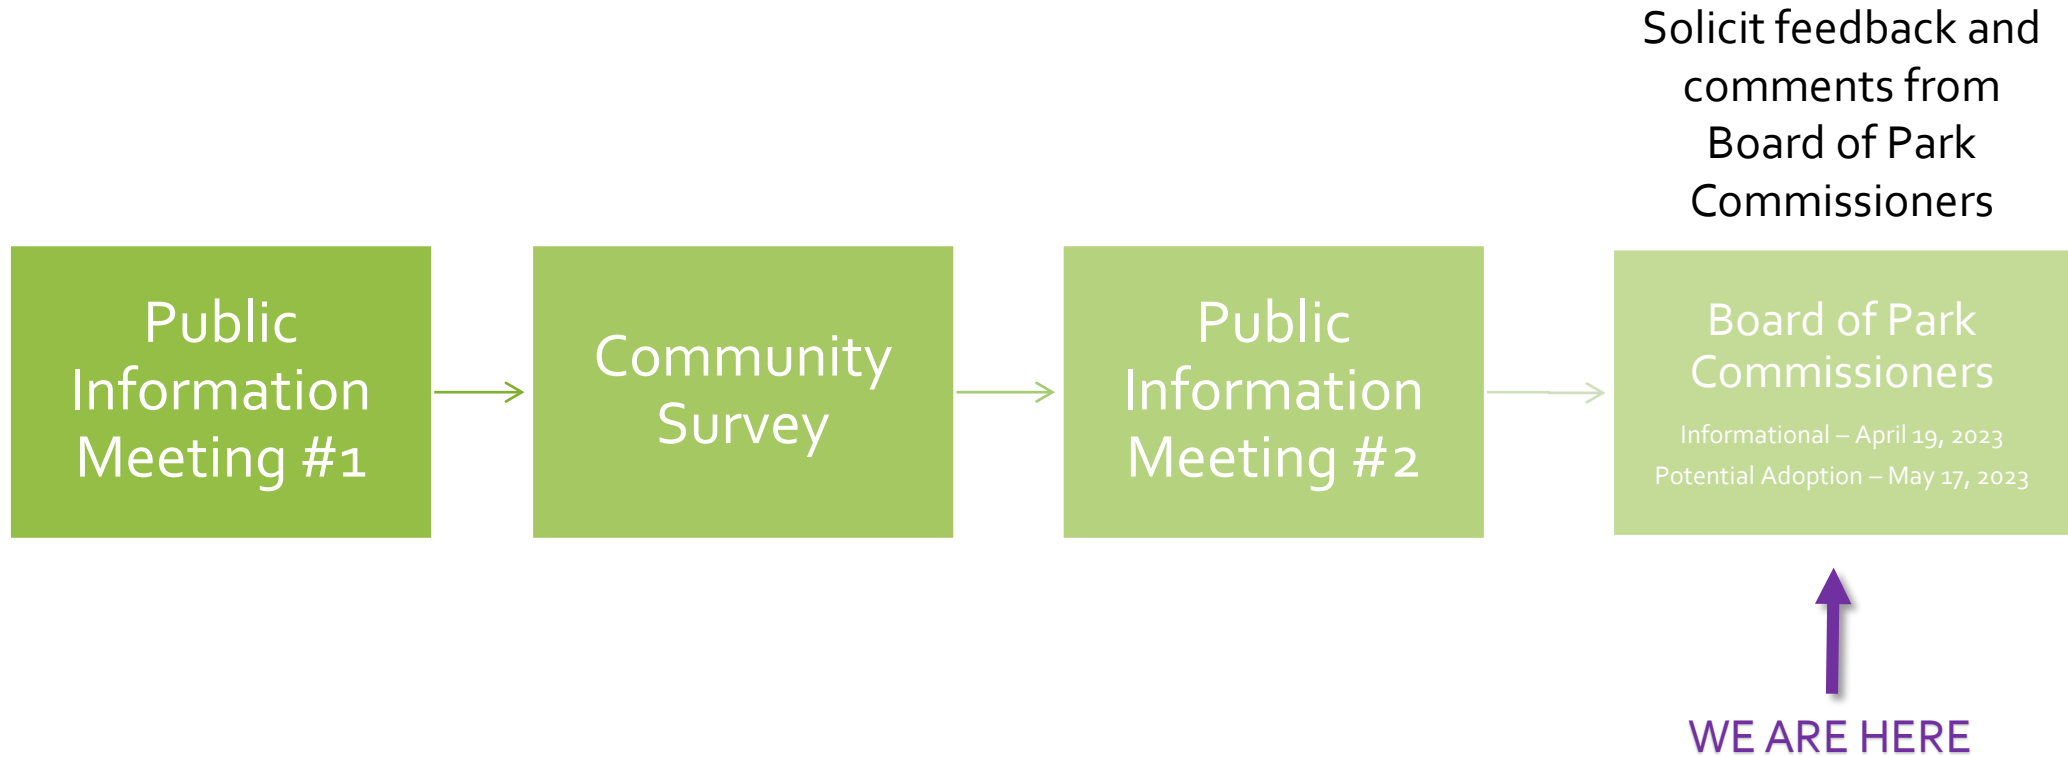 Solicit feedback and
comments from
Board of Park
Commissioners
Public
Information
Meeting #1
Community
Survey
Public
Information
Meeting #2
Board of Park
Commissioners
Informational – April 19, 2023
Potential Adoption – May 17, 2023
WE ARE HERE